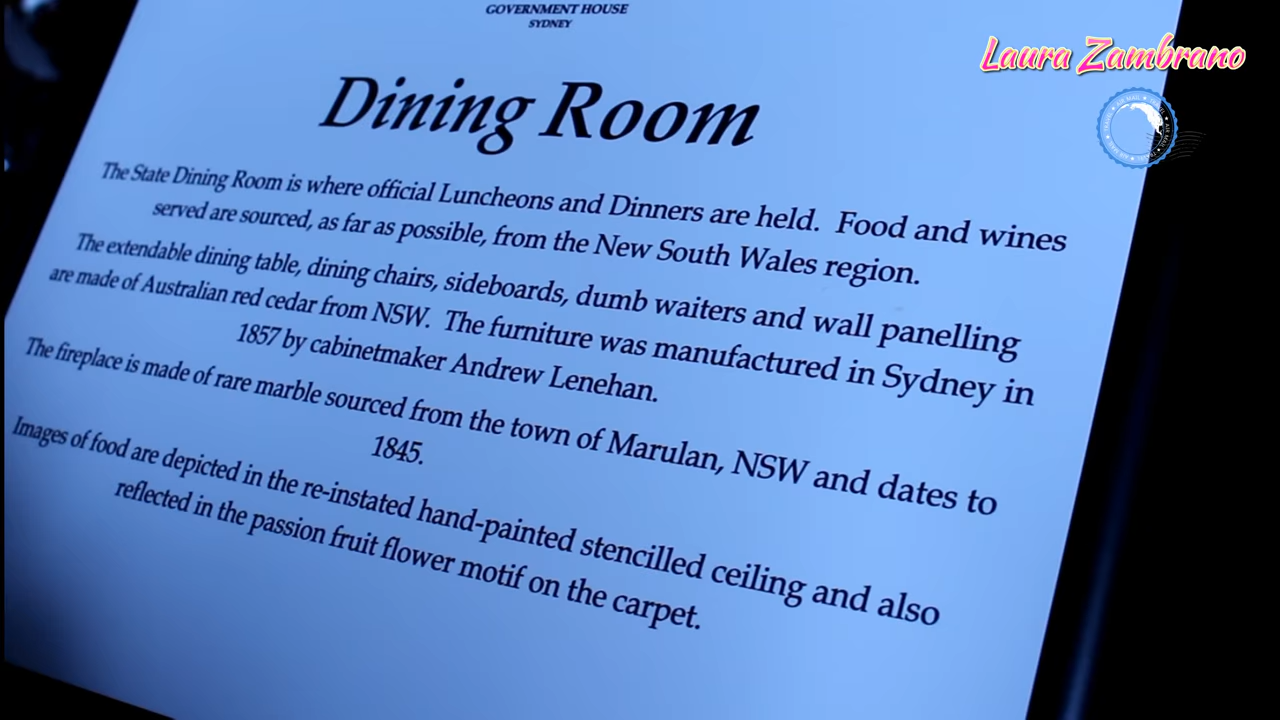 GOVERNMENT HOUSE
SYDNEY
Laura Zambrano
Dining Room
The State Dining Room is where official Luncheons and Dinners are held. Food and wines
served are sourced, as far as possible, from the New South Wales region.
The extendable dining table, dining chairs, sideboards, dumb waiters and wall panelling
are made of Australian red cedar from NSW. The furniture was manufactured in Sydney in
1857 by cabinetmaker Andrew Lenehan.
The fireplace is made of rare marble sourced from the town of Marulan, NSW and dates to
1845.
Images of food are depicted in the re-instated hand-painted stencilled ceiling and also
reflected in the passion fruit flower motif on the carpet.